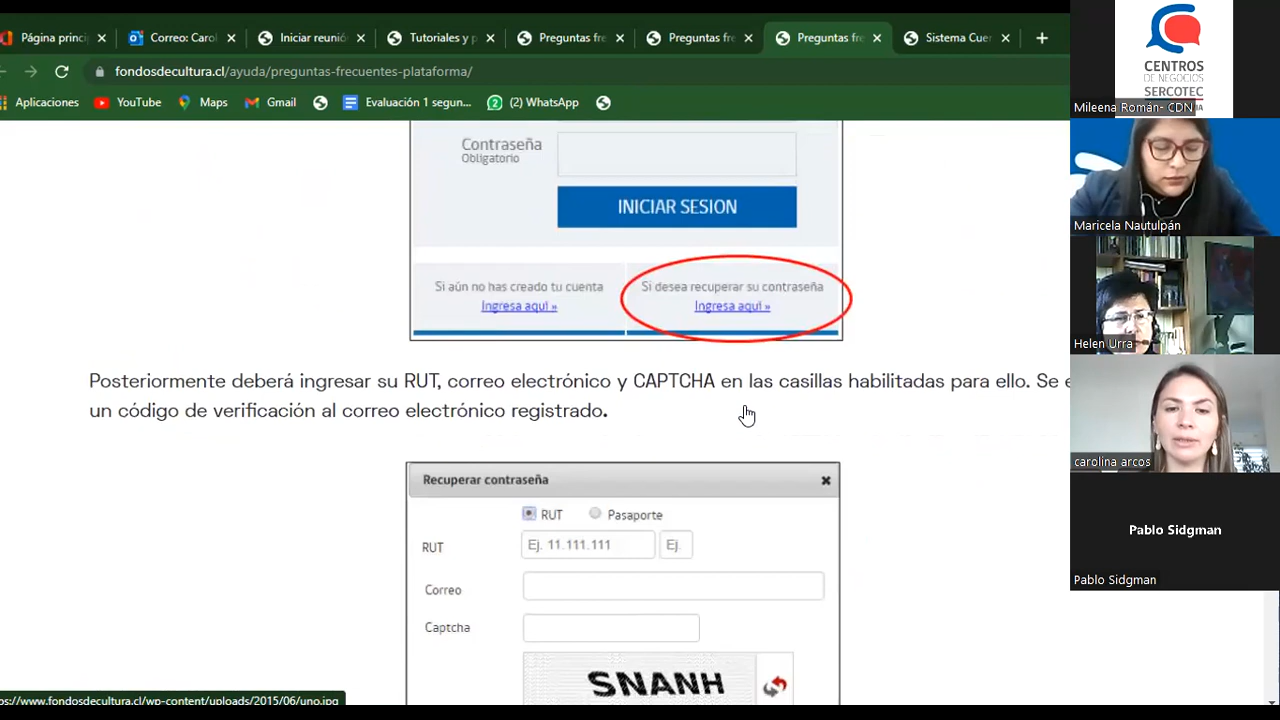 Página princi
Correo: Carol
Iniciar reunió
Tutoriales y p
Preguntas fre
Preguntas fre
Preguntas fre
Sistema Cuer
fondosdecultura.cl/ayuda/preguntas-frecuentes-plataforma/
Aplicaciones
YouTube
Maps
Gmail
Evaluación 1 segun...
(2) WhatsApp
Contraseña
Obligatorio
INICIAR SESION
Si aún no has creado tu cuenta
Ingresa aquí »
Si desea recuperar su contraseña
Ingresa aquí »
Posteriormente deberá ingresar su RUT, correo electrónico y CAPTCHA en las casillas habilitadas para ello. Se e
un código de verificación al correo electrónico registrado.
Recuperar contraseña
RUT
Pasaporte
RUT
Ej. 11.111.111
Ej.
Correo
Captcha
SNANH
ps://www.fondosdecultura.cl/wp-content/uploads/2015/06/uno.jpg
CENTROS
DE NEGOCIOS
SERCOTEC
Mileena Román- CDN
Maricela Nautulpán
Helen Urra
carolina arcos
Pablo Sidgman
Pablo Sidgman